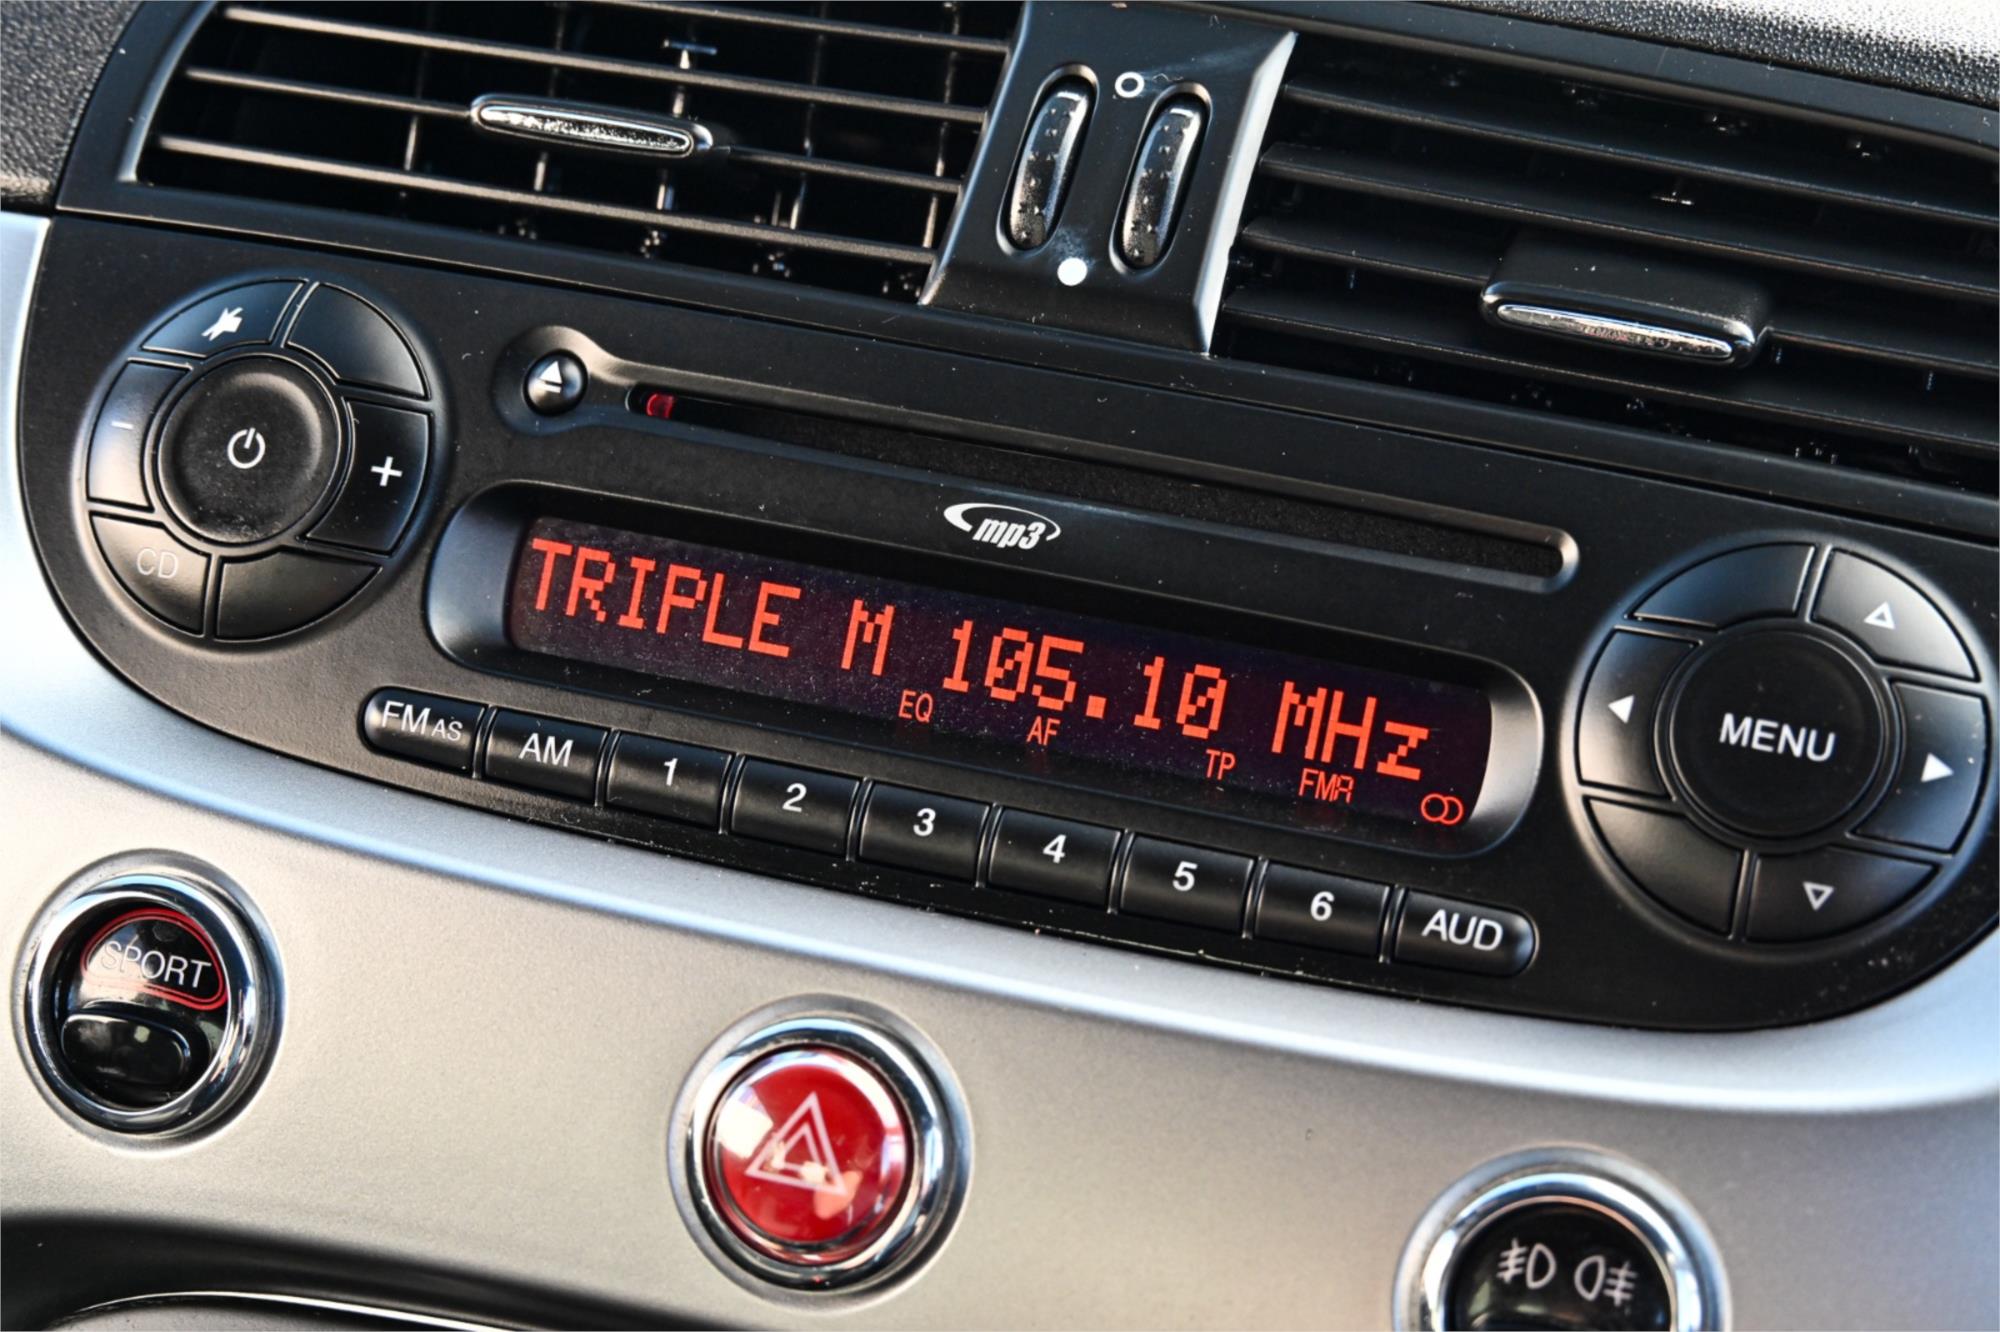 mp3
TRIPLE M 105.10 MHz
EQ AF TP FMA
CD
FM AS AM 1 2 3 4 5 6 AUD
MENU
SPORT